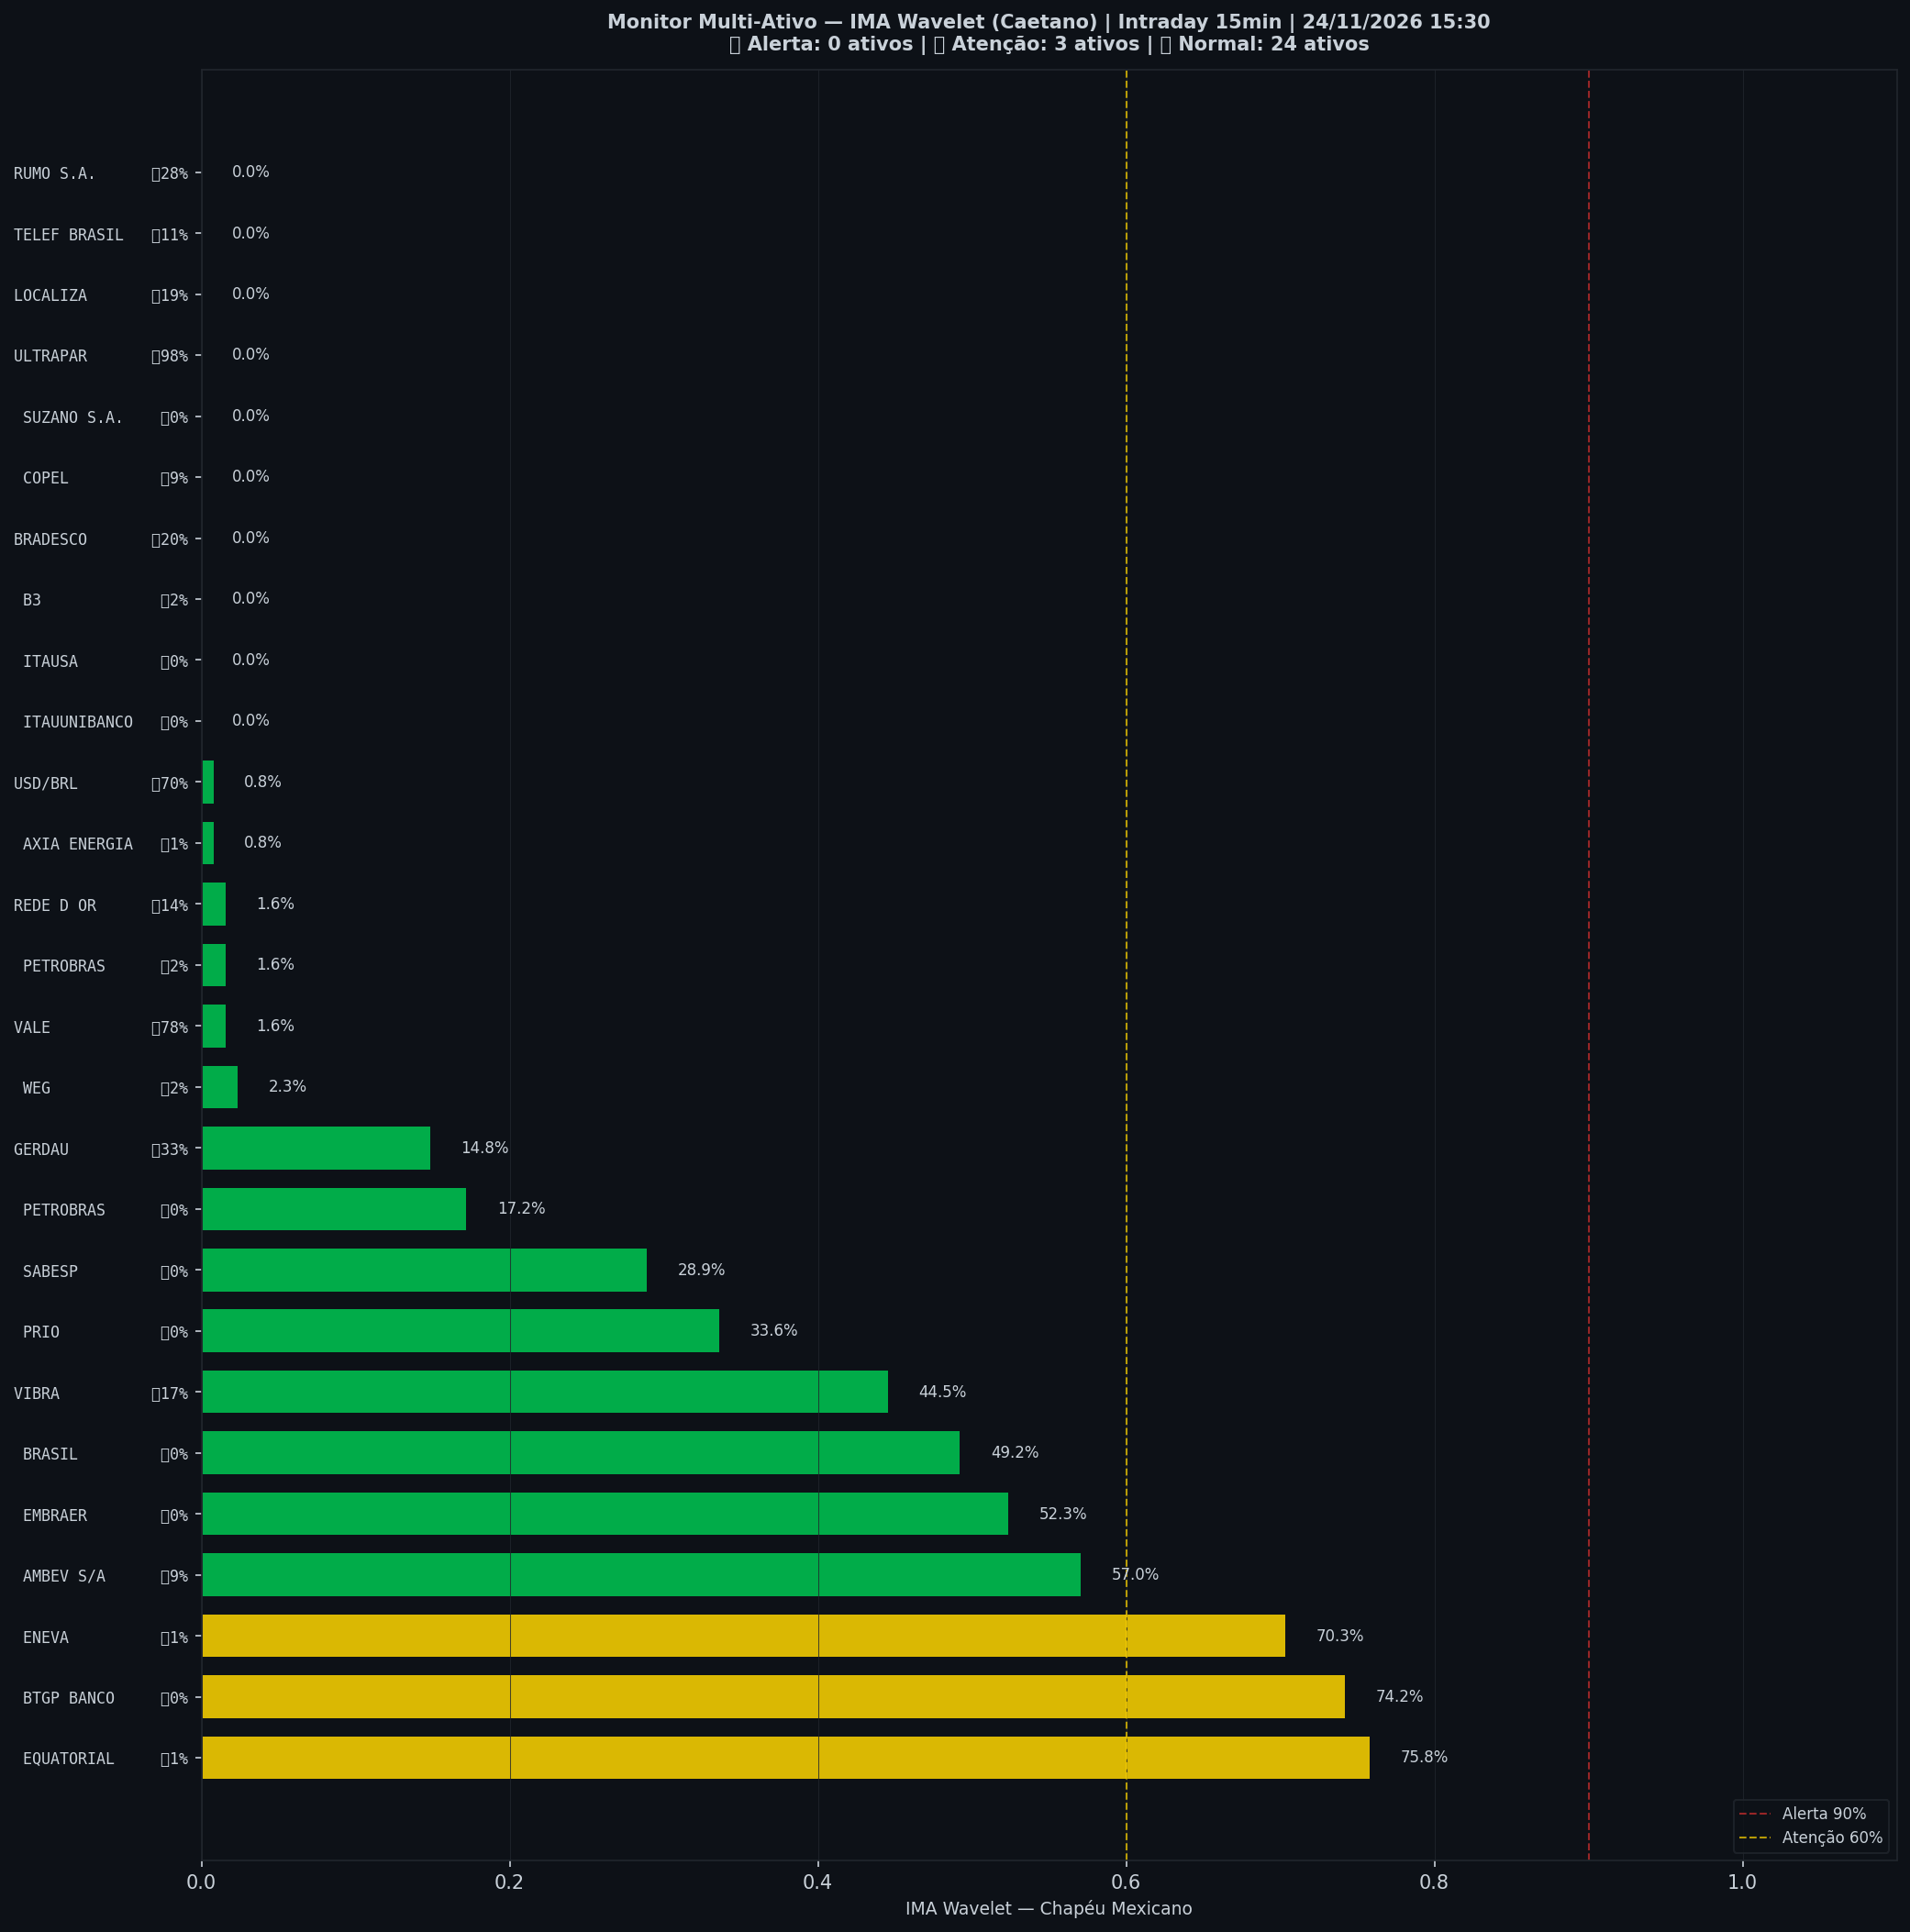 Monitor Multi-Ativo — IMA Wavelet (Caetano) | Intraday 15min | 24/11/2026 15:30
▯ Alerta: 0 ativos | ▯ Atenção: 3 ativos | ▯ Normal: 24 ativos
RUMO S.A. ▯28% 0.0%
TELEF BRASIL ▯11% 0.0%
LOCALIZA ▯19% 0.0%
ULTRAPAR ▯98% 0.0%
SUZANO S.A. ▯0% 0.0%
COPEL ▯9% 0.0%
BRADESCO ▯20% 0.0%
B3 ▯2% 0.0%
ITAUSA ▯0% 0.0%
ITAUUNIBANCO ▯0% 0.0%
USD/BRL ▯70% 0.8%
AXIA ENERGIA ▯1% 0.8%
REDE D OR ▯14% 1.6%
PETROBRAS ▯2% 1.6%
VALE ▯78% 1.6%
WEG ▯2% 2.3%
GERDAU ▯33% 14.8%
PETROBRAS ▯0% 17.2%
SABESP ▯0% 28.9%
PRIO ▯0% 33.6%
VIBRA ▯17% 44.5%
BRASIL ▯0% 49.2%
EMBRAER ▯0% 52.3%
AMBEV S/A ▯9% 57.0%
ENEVA ▯1% 70.3%
BTGP BANCO ▯0% 74.2%
EQUATORIAL ▯1% 75.8%
Alerta 90%
Atenção 60%
0.0 0.2 0.4 0.6 0.8 1.0
IMA Wavelet — Chapéu Mexicano